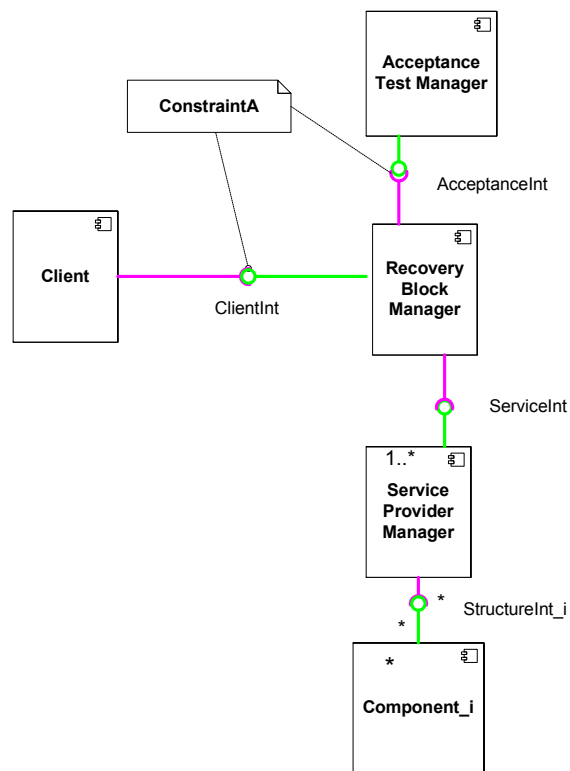 Acceptance
Test Manager
ConstraintA
AcceptanceInt
Client
ClientInt
Recovery
Block
Manager
ServiceInt
1..*
Service
Provider
Manager
*
StructureInt_i
*
*
Component_i